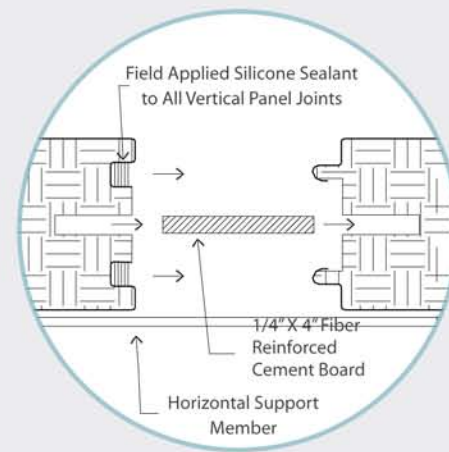 Field Applied Silicone Sealant
to All Vertical Panel Joints
1/4" X 4" Fiber
Reinforced
Cement Board
Horizontal Support
Member